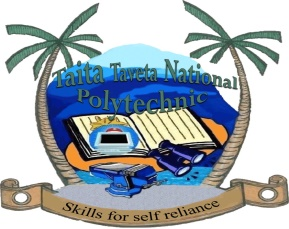 Taita Taveta National
Polytechnic
Skills for self reliance